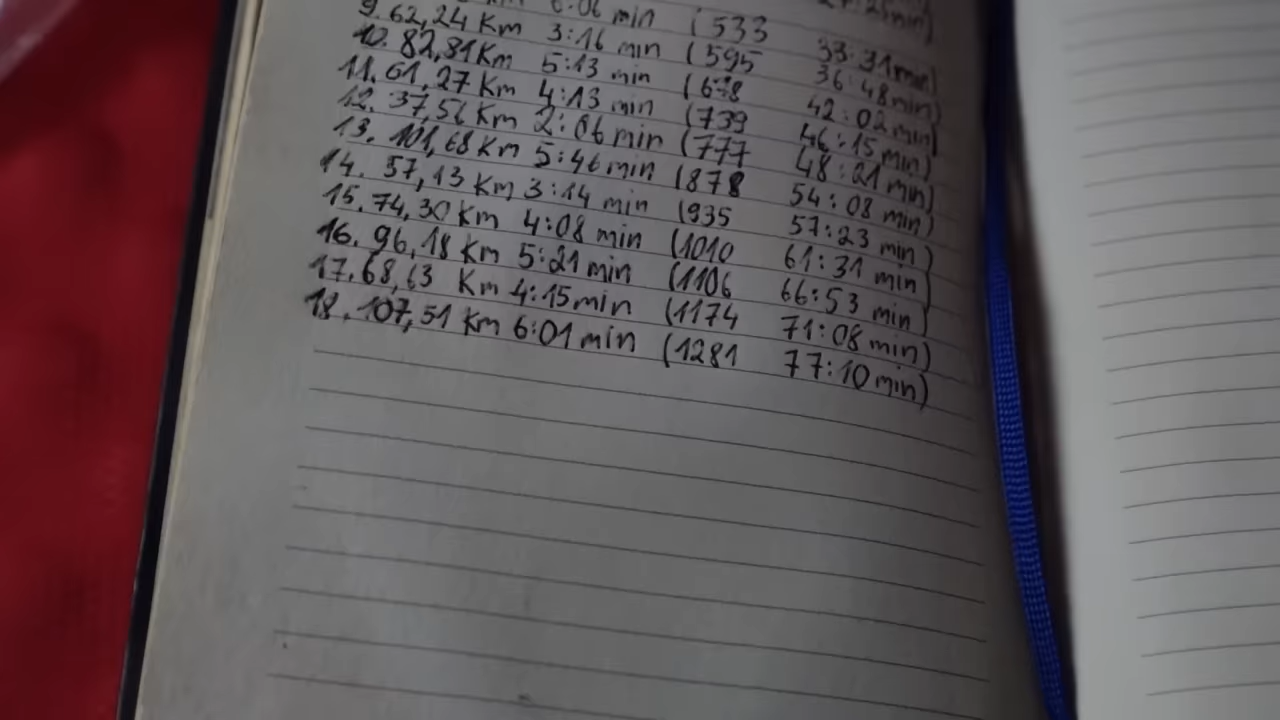 min)
Km 6:06 min (533 33:31 min)
9. 62,24 Km 3:16 min (595 36:48 min)
10. 82,81 Km 5:13 min (678 42:02 min)
11. 61,27 Km 4:13 min (739 46:15 min)
12. 37,56 Km 2:06 min (777 48:21 min)
13. 101,68 Km 5:46 min (878 54:08 min)
14. 57,13 Km 3:14 min (935 57:23 min)
15. 74,30 Km 4:08 min (1010 61:31 min)
16. 96,18 Km 5:21 min (1106 66:53 min)
17. 68,63 Km 4:15 min (1174 71:08 min)
18. 107,51 Km 6:01 min (1281 77:10 min)